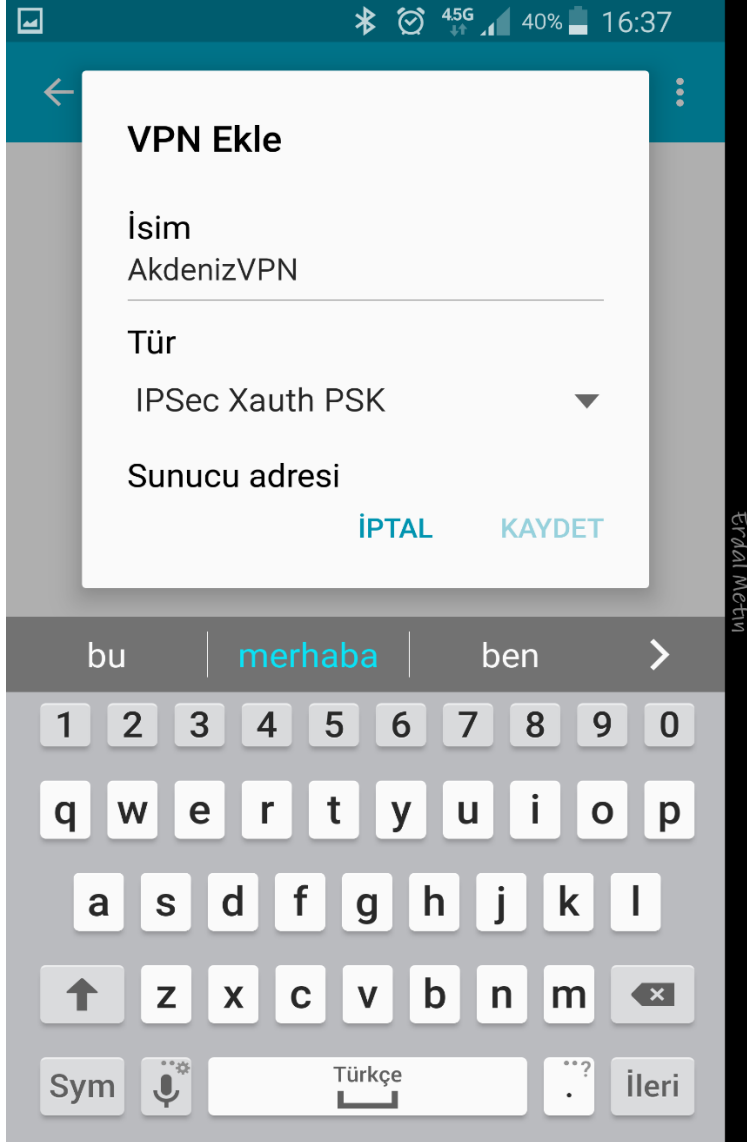 4.5G 40% 16:37
VPN Ekle
İsim
AkdenizVPN
Tür
IPSec Xauth PSK
Sunucu adresi
İPTAL KAYDET
Erdal Metin
bu merhaba ben
1 2 3 4 5 6 7 8 9 0
q w e r t y u i o p
a s d f g h j k l
z x c v b n m
Sym Türkçe . ? İleri